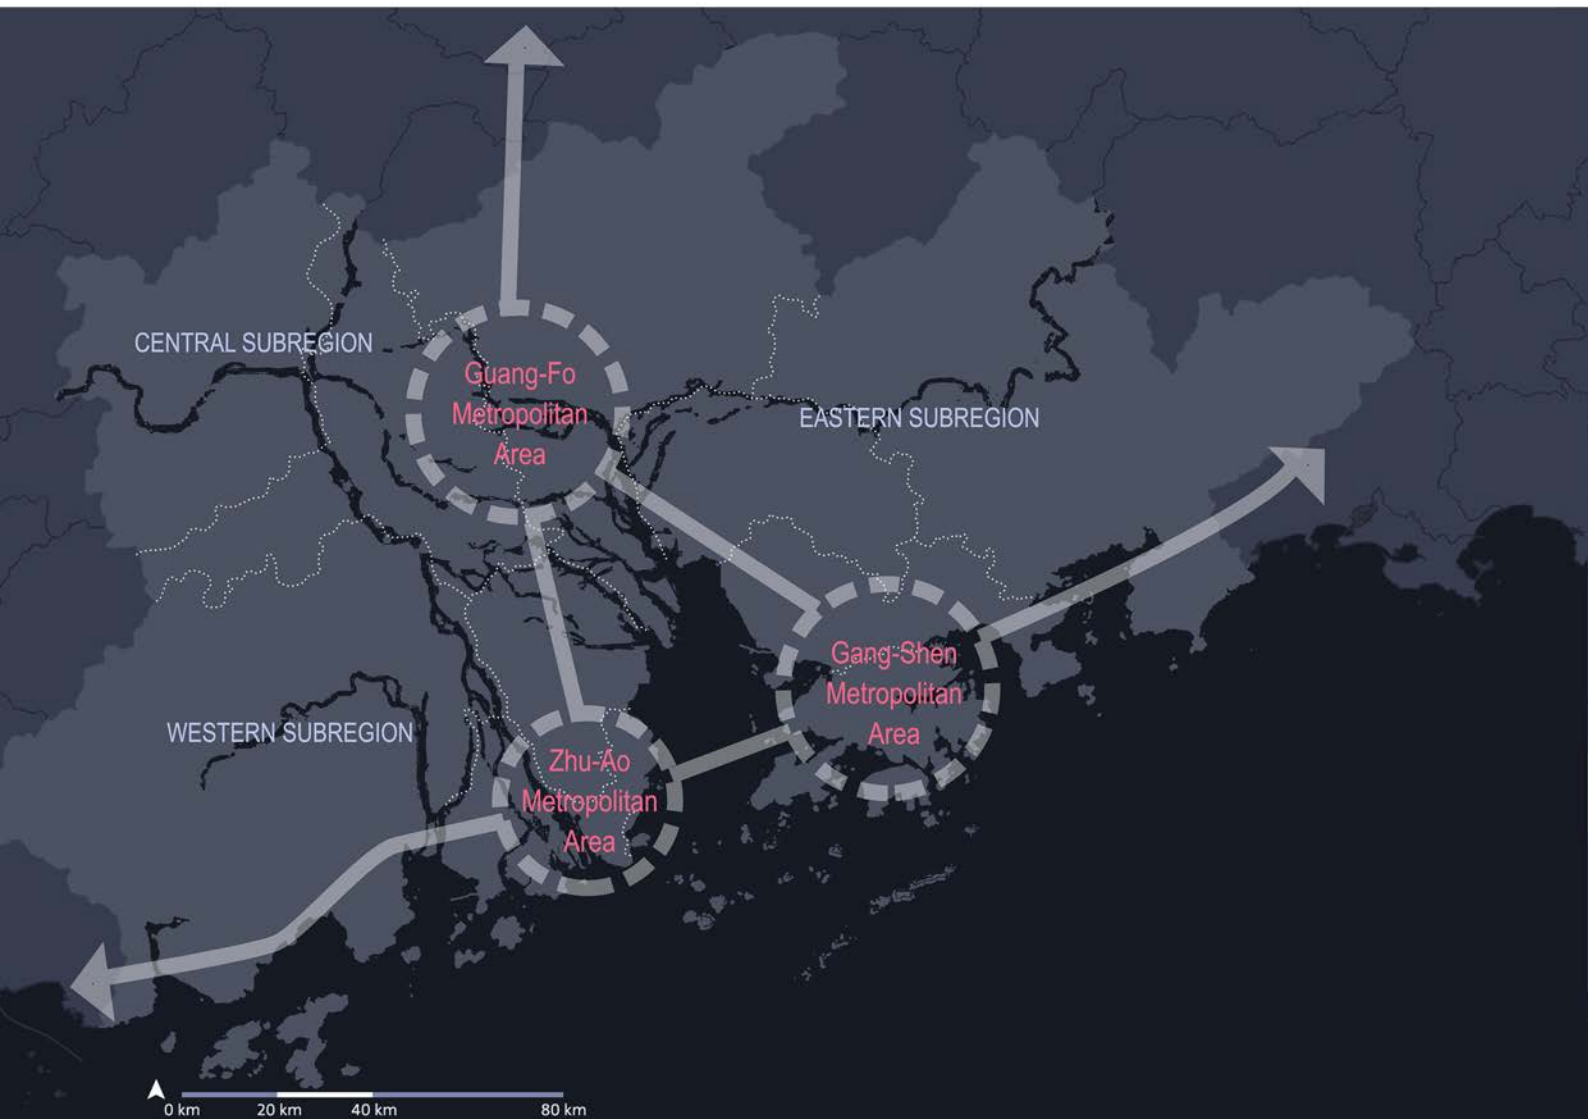 CENTRAL SUBREGION
Guang-Fo
Metropolitan
Area
EASTERN SUBREGION
Gang-Shen
Metropolitan
Area
WESTERN SUBREGION
Zhu-Ao
Metropolitan
Area
0 km
20 km
40 km
80 km